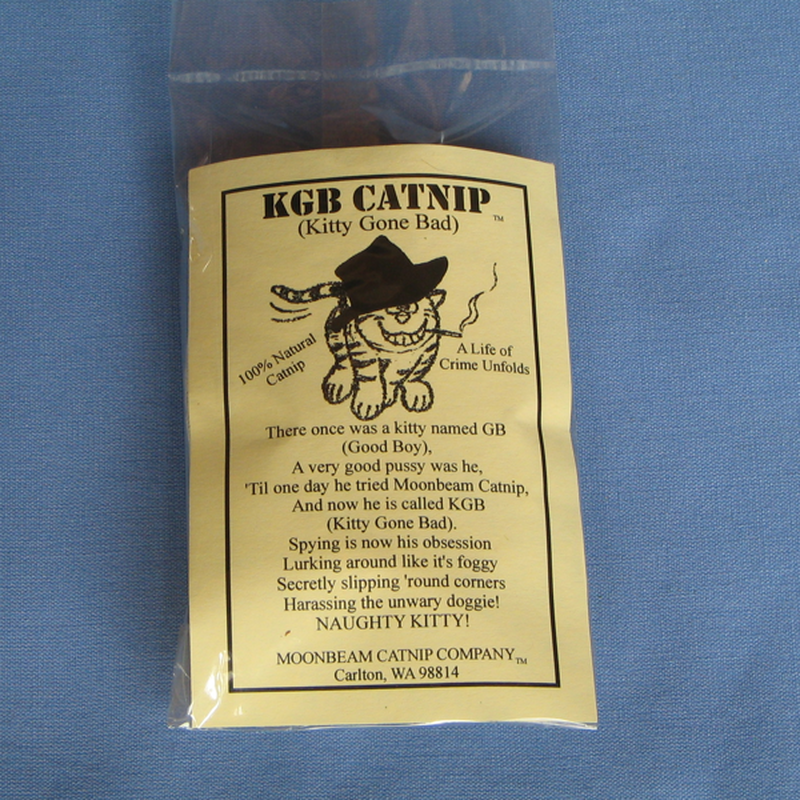 KGB CATNIP TM
(Kitty Gone Bad)
100% Natural
Catnip
A Life of
Crime Unfolds
There once was a kitty named GB
(Good Boy),
A very good pussy was he,
'Til one day he tried Moonbeam Catnip,
And now he is called KGB
(Kitty Gone Bad).
Spying is now his obsession
Lurking around like it's foggy
Secretly slipping 'round corners
Harassing the unwary doggie!
NAUGHTY KITTY!
MOONBEAM CATNIP COMPANY TM
Carlton, WA 98814